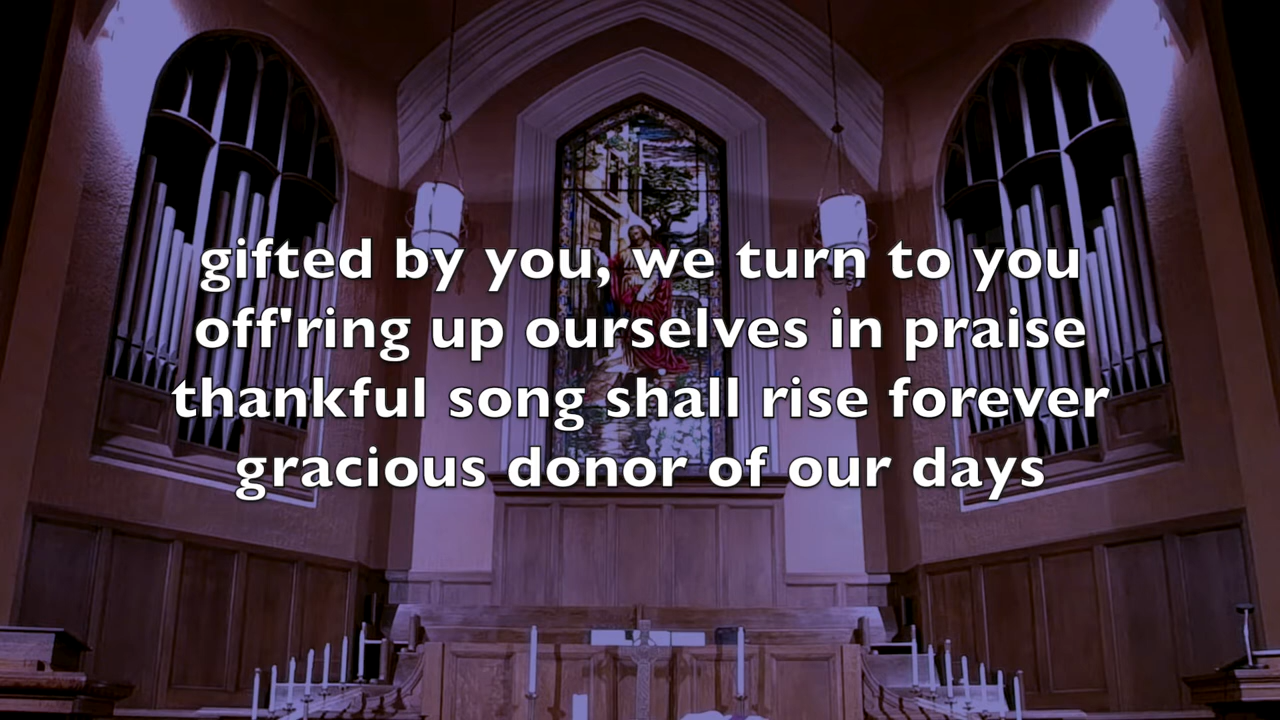 gifted by you, we turn to you
off'ring up ourselves in praise
thankful song shall rise forever
gracious donor of our days